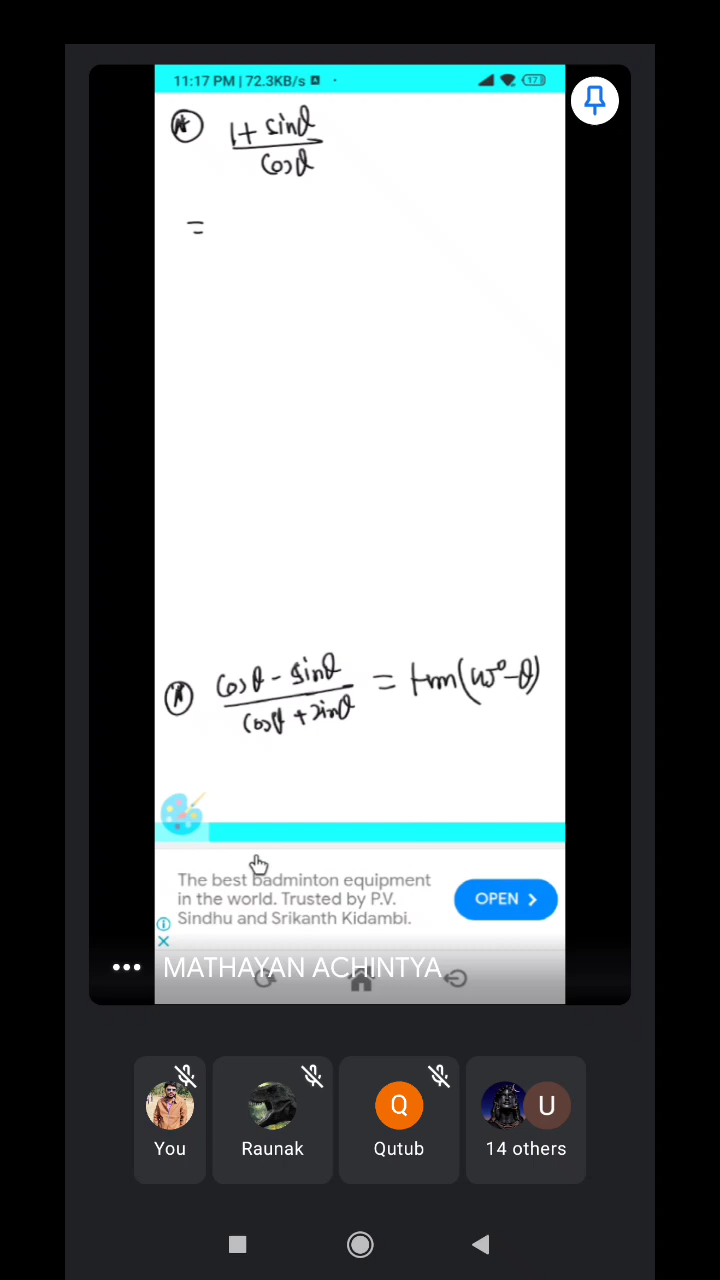 11:17 PM | 72.3KB/s
17
1 + sinθ
cosθ
=
cosθ - sinθ
cosθ + sinθ
= tan(45°-θ)
The best badminton equipment
in the world. Trusted by P.V.
Sindhu and Srikanth Kidambi.
OPEN >
MATHAYAN ACHINTYA
Q
U
You
Raunak
Qutub
14 others